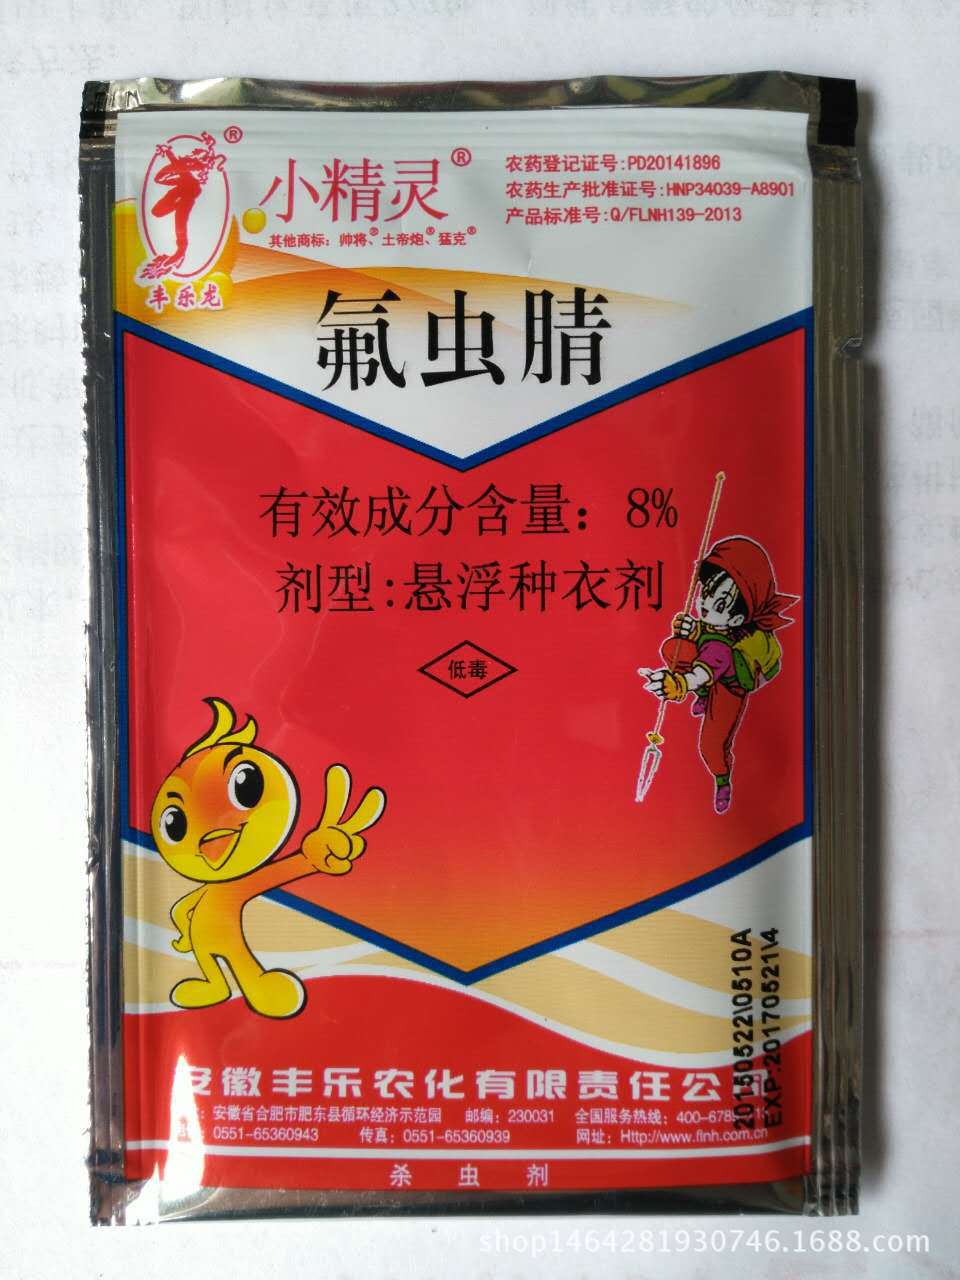 丰乐龙
®
小精灵®
其他商标：帅将®、土帝炮®、猛克®
农药登记证号:PD20141896
农药生产批准证号:HNP34039-A8901
产品标准号:Q/FLNH139-2013
氟虫腈
有效成分含量：8%
剂型:悬浮种衣剂
低毒
20150522\0510A
EXP:20170521\4
安徽丰乐农化有限责任公司
安徽省合肥市肥东县循环经济示范园 邮编：230031 全国服务热线：400-678
0551-65360943 传真：0551-65360939 网址：Http://www.flnh.com.cn
杀虫剂
shop1464281930746.1688.com